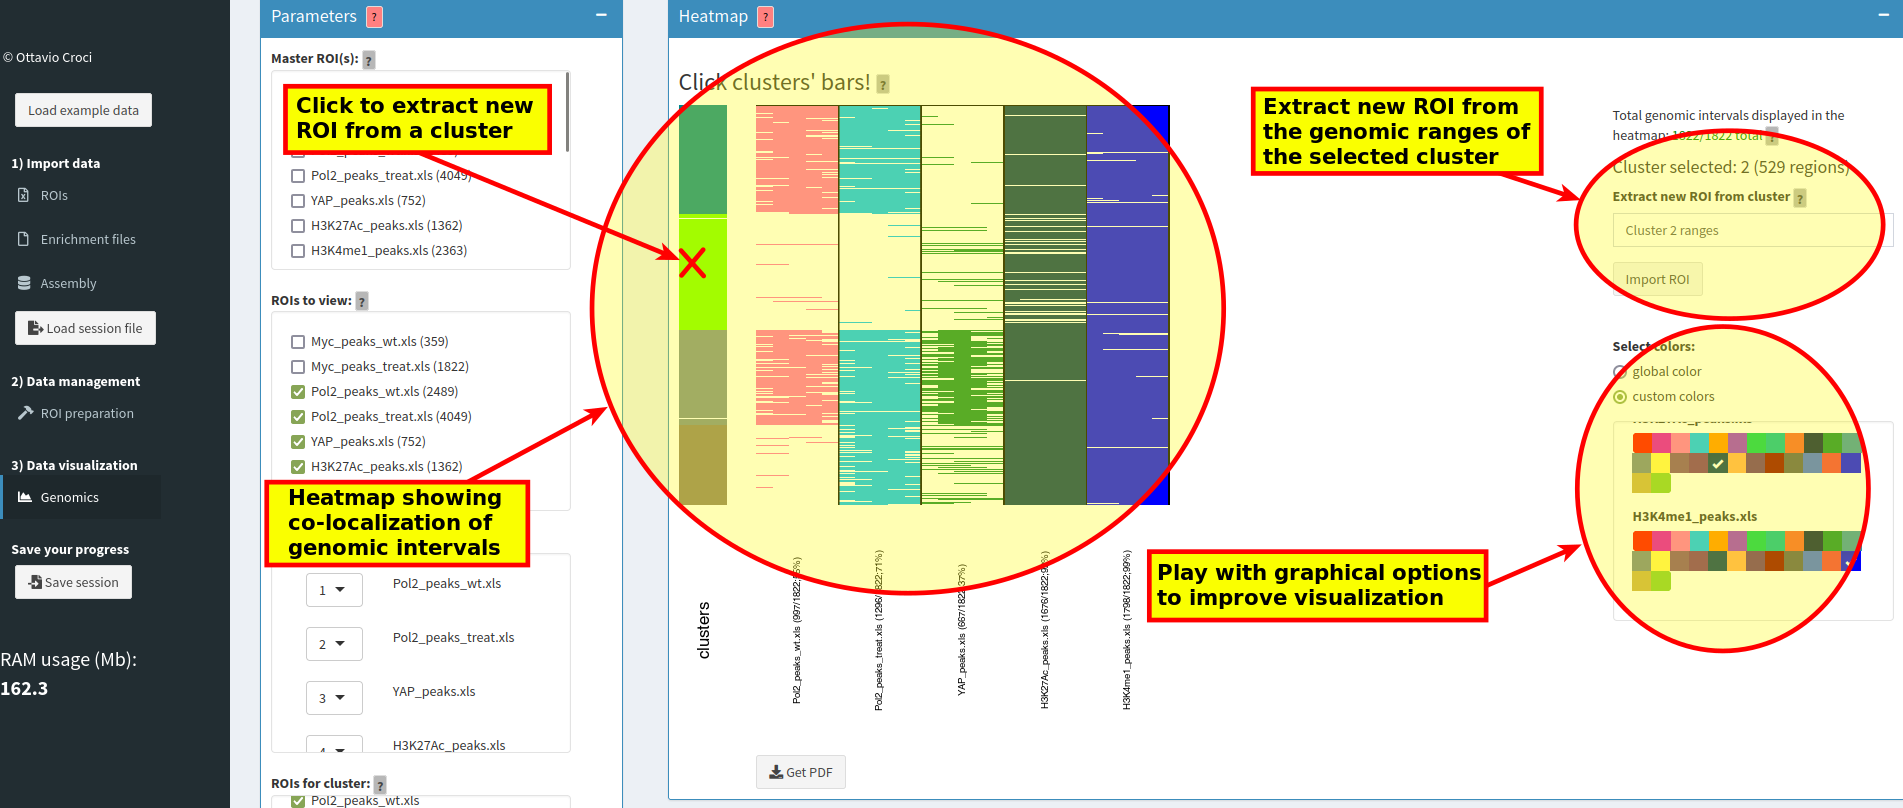 © Ottavio Croci
Load example data
1) Import data
ROIs
Enrichment files
Assembly
Load session file
2) Data management
ROI preparation
3) Data visualization
Genomics
Save your progress
Save session
RAM usage (Mb):
162.3
Parameters ?
Master ROI(s): ?
Click to extract new
ROI from a cluster
Pol2_peaks_treat.xls (4049)
YAP_peaks.xls (752)
H3K27Ac_peaks.xls (1362)
H3K4me1_peaks.xls (2363)
ROIs to view: ?
Myc_peaks_wt.xls (359)
Myc_peaks_treat.xls (1822)
Pol2_peaks_wt.xls (2489)
Pol2_peaks_treat.xls (4049)
YAP_peaks.xls (752)
H3K27Ac_peaks.xls (1362)
Heatmap showing
co-localization of
genomic intervals
1 Pol2_peaks_wt.xls
2 Pol2_peaks_treat.xls
3 YAP_peaks.xls
4 H3K27Ac_peaks.xls
ROIs for cluster: ?
Pol2_peaks_wt.xls
Heatmap ?
Click clusters' bars! ?
clusters
Pol2_peaks_wt.xls (997/1822;
Pol2_peaks_treat.xls (1296/1822;71%)
YAP_peaks.xls (667/1822;37%)
H3K27Ac_peaks.xls (1676/1822;
H3K4me1_peaks.xls (1798/1822;99%)
Get PDF
Extract new ROI from
the genomic ranges of
the selected cluster
Total genomic intervals displayed in the
heatmap: 1822/1822 total ?
Cluster selected: 2 (529 regions)
Extract new ROI from cluster ?
Cluster 2 ranges
Import ROI
Select colors:
global color
custom colors
H3K4me1_peaks.xls
Play with graphical options
to improve visualization